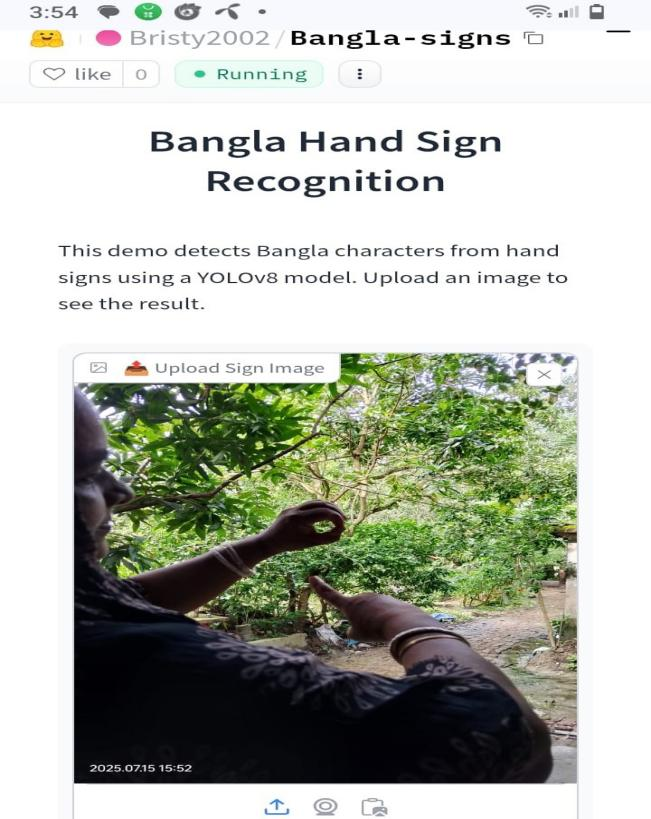 3:54
Bristy2002/Bangla-signs
like 0 Running
Bangla Hand Sign
Recognition
This demo detects Bangla characters from hand
signs using a YOLOv8 model. Upload an image to
see the result.
Upload Sign Image
2025.07.15 15:52